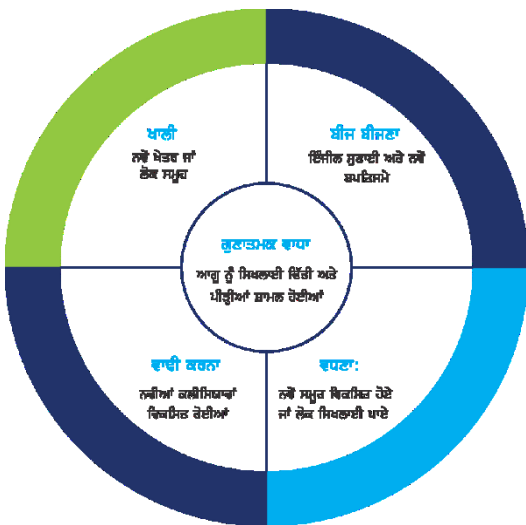 ਖਾਲੀ
ਨਵੇਂ ਖੇਤਰ ਜਾਂ
ਲੋਕ ਸਮੂਹ
ਬੀਜ ਬੀਜਣਾ
ਇੰਜੀਲ ਸੁਣਾਈ ਅਤੇ ਨਵੇਂ
ਬਪਤਿਸਮੇ
ਗੁਣਾਤਮਕ ਵਾਧਾ
ਆਗੂ ਨੂੰ ਸਿਖਲਾਈ ਦਿੱਤੀ ਅਤੇ
ਪੀੜ੍ਹੀਆਂ ਸ਼ਾਮਲ ਹੋਈਆਂ
ਵਾਢੀ ਕਰਨਾ
ਨਵੀਂਆਂ ਕਲੀਸਿਯਾਵਾਂ
ਵਿਕਸਿਤ ਹੋਈਆਂ
ਵਧਣਾ:
ਨਵੇਂ ਸਮੂਹ ਵਿਕਸਿਤ ਹੋਏ
ਜਾਂ ਲੋਕ ਸਿਖਲਾਈ ਪਾਏ